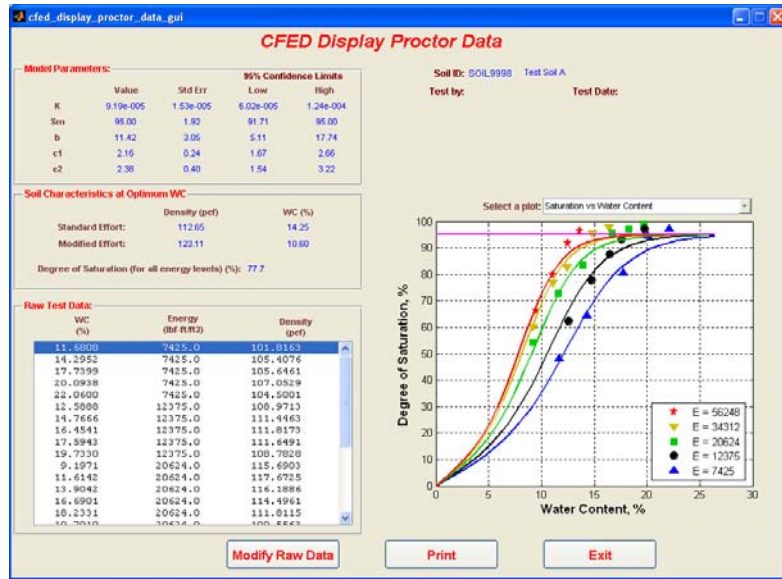 cfed_display_proctor_data_gui
CFED Display Proctor Data
Model Parameters:
95% Confidence Limits
Value Std Err Low High
K 9.19e-005 1.53e-005 6.02e-005 1.24e-004
Sm 95.00 1.92 91.71 95.00
b 11.42 3.05 5.11 17.74
c1 2.16 0.24 1.67 2.66
c2 2.38 0.40 1.54 3.22
Soil ID: SOIL9998 Test Soil A
Test by: Test Date:
Soil Characteristics at Optimum WC
Density (pcf) WC (%)
Standard Effort: 112.65 14.25
Modified Effort: 123.11 10.60
Degree of Saturation (for all energy levels) (%): 77.7
Raw Test Data:
WC (%) Energy (lbf-ft/ft3) Density (pcf)
11.6808 7425.0 101.8163
14.2952 7425.0 105.4076
17.7399 7425.0 105.6461
20.0938 7425.0 107.0529
22.0600 7425.0 104.5001
12.5888 12375.0 108.9713
14.7666 12375.0 111.4463
16.4541 12375.0 111.8173
17.5943 12375.0 111.6491
19.7330 12375.0 108.7828
9.1971 20624.0 115.6903
11.6142 20624.0 117.6725
13.9042 20624.0 116.1886
16.6901 20624.0 114.4961
18.2331 20624.0 111.8115
Select a plot: Saturation vs Water Content
Degree of Saturation, %
100
90
80
70
60
50
40
30
20
10
0
0 5 10 15 20 25 30
Water Content, %
E = 56248
E = 34312
E = 20624
E = 12375
E = 7425
Modify Raw Data
Print
Exit